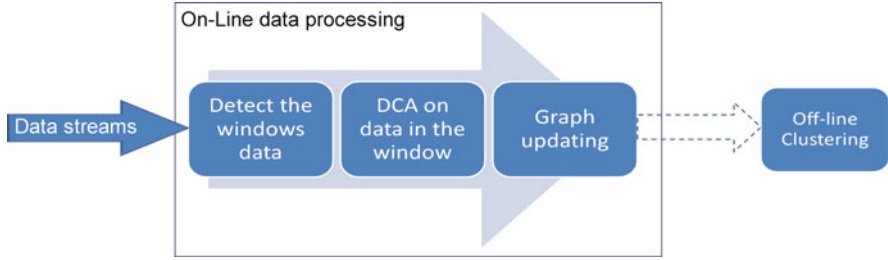 On-Line data processing
Data streams
Detect the
windows
data
DCA on
data in the
window
Graph
updating
Off-line
Clustering